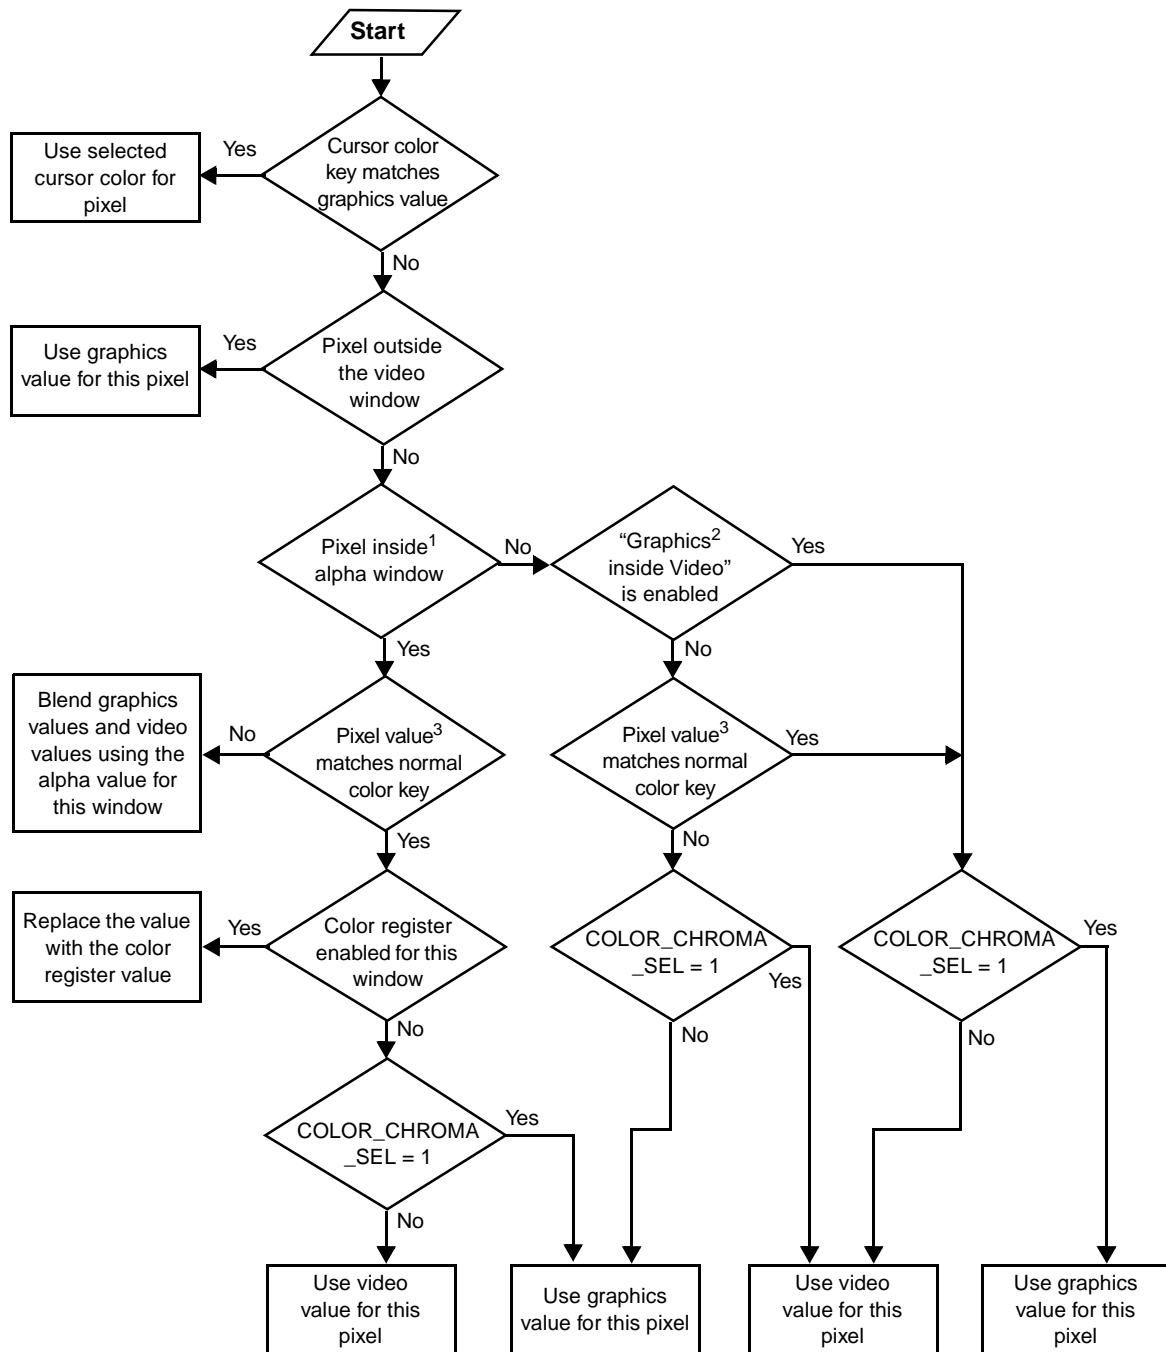 Start
Cursor color
key matches
graphics value
Yes
Use selected
cursor color for
pixel
No
Pixel outside
the video
window
Yes
Use graphics
value for this pixel
No
Pixel inside1
alpha window
No
“Graphics2
inside Video”
is enabled
Yes
Yes
No
Pixel value3
matches normal
color key
No
Blend graphics
values and video
values using the
alpha value for
this window
Pixel value3
matches normal
color key
Yes
Yes
No
Color register
enabled for this
window
Yes
Replace the value
with the color
register value
COLOR_CHROMA
_SEL = 1
Yes
COLOR_CHROMA
_SEL = 1
Yes
No
No
No
COLOR_CHROMA
_SEL = 1
Yes
No
Use video
value for this
pixel
Use graphics
value for this pixel
Use video
value for this
pixel
Use graphics
value for this
pixel